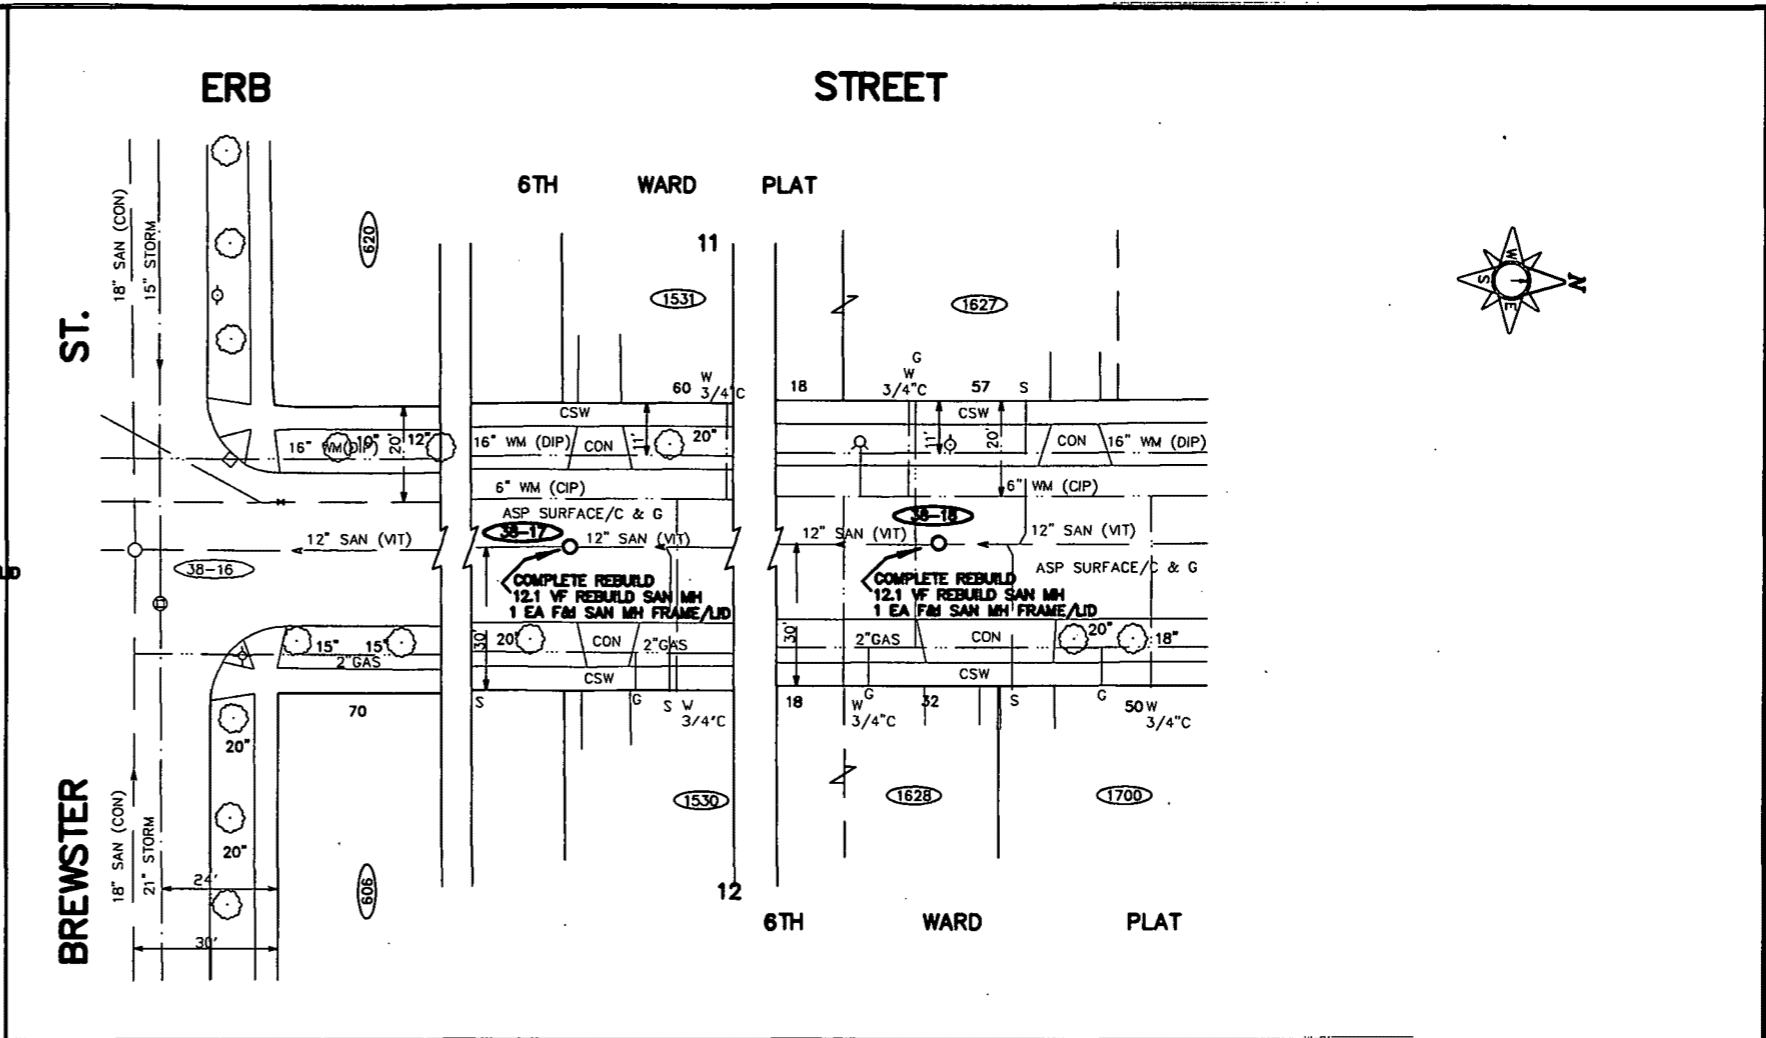 ERB STREET
6TH WARD PLAT
18" SAN (CON)
15" STORM
620
11
1531
1627
W
S
N
E
ST.
G
60 W
3/4"C
18
W
3/4"C
57 S
CSW
CSW
16" WM(DIP)
10"
20'
12"
16" WM (DIP)
CON
11'
20"
11'
20'
CON
16" WM (DIP)
6" WM (CIP)
6" WM (CIP)
ASP SURFACE/C & G
38-17
38-18
12" SAN (VIT)
12" SAN (VIT)
12" SAN (VIT)
12" SAN (VIT)
38-16
ASP SURFACE/C & G
COMPLETE REBUILD
12.1 VF REBUILD SAN MH
1 EA F&I SAN MH FRAME/LID
COMPLETE REBUILD
12.1 VF REBUILD SAN MH
1 EA F&I SAN MH FRAME/LID
15" 15"
2"GAS
30'
20"
CON
2"GAS
30'
2"GAS
CON
20"
18"
CSW
CSW
70
S
G
S
W
3/4"C
18
W
3/4"C
G
32
S
G
50 W
3/4"C
20"
1530
1628
1700
BREWSTER
18" SAN (CON)
21" STORM
20"
24'
606
12
30'
6TH WARD PLAT